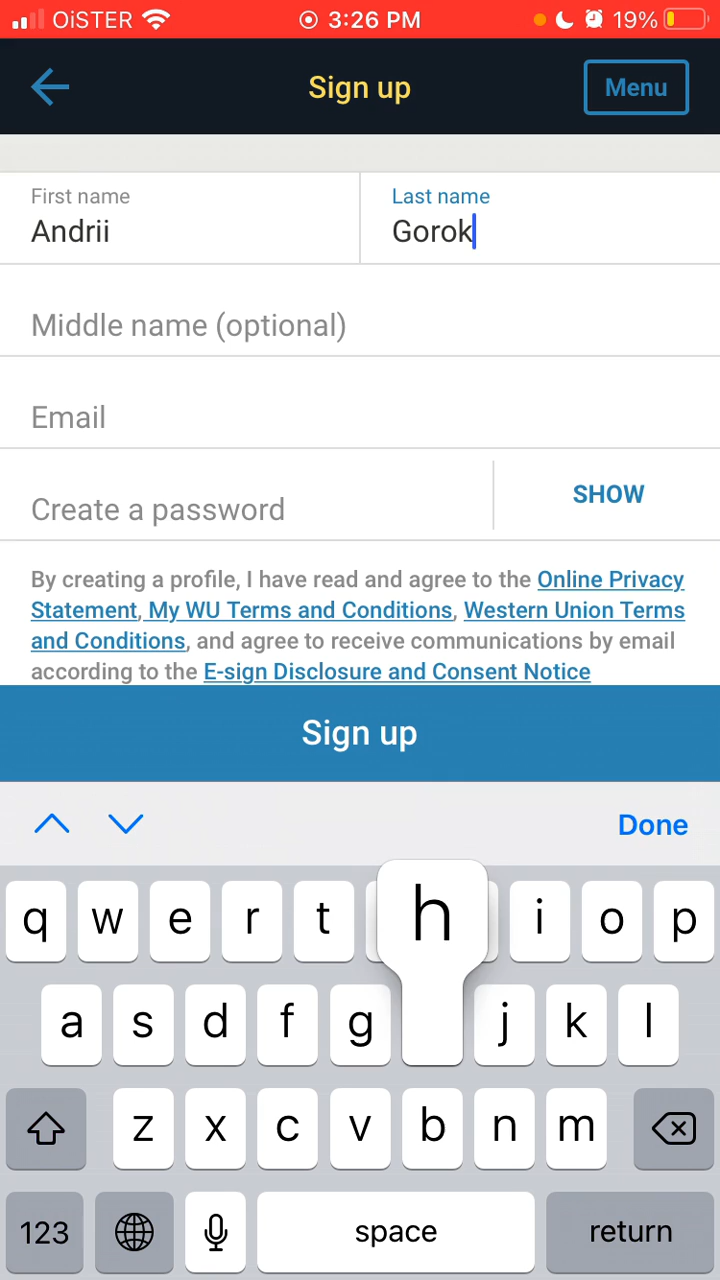 OiSTER 3:26 PM 19%
Sign up Menu
First name Last name
Andrii Gorok
Middle name (optional)
Email
Create a password SHOW
By creating a profile, I have read and agree to the Online Privacy
Statement, My WU Terms and Conditions, Western Union Terms
and Conditions, and agree to receive communications by email
according to the E-sign Disclosure and Consent Notice
Sign up
Done
q w e r t h i o p
a s d f g j k l
z x c v b n m
123 space return